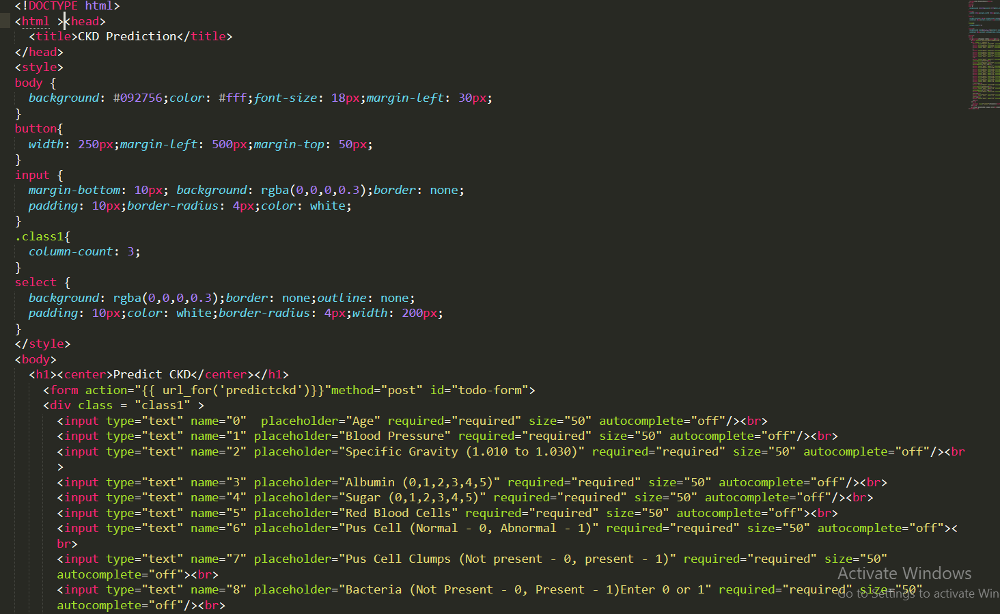 <!DOCTYPE html>
<html ><head>
<title>CKD Prediction</title>
</head>
<style>
body {
background: #092756;color: #fff;font-size: 18px;margin-left: 30px;
}
button{
width: 250px;margin-left: 500px;margin-top: 50px;
}
input {
margin-bottom: 10px; background: rgba(0,0,0,0.3);border: none;
padding: 10px;border-radius: 4px;color: white;
}
.class1{
column-count: 3;
}
select {
background: rgba(0,0,0,0.3);border: none;outline: none;
padding: 10px;color: white;border-radius: 4px;width: 200px;
}
</style>
<body>
<h1><center>Predict CKD</center></h1>
<form action="{{ url_for('predictckd')}}"method="post" id="todo-form">
<div class = "class1" >
<input type="text" name="0"  placeholder="Age" required="required" size="50" autocomplete="off"/><br>
<input type="text" name="1" placeholder="Blood Pressure" required="required" size="50" autocomplete="off"/><br>
<input type="text" name="2" placeholder="Specific Gravity (1.010 to 1.030)" required="required" size="50" autocomplete="off"/><br
>
<input type="text" name="3" placeholder="Albumin (0,1,2,3,4,5)" required="required" size="50" autocomplete="off"/><br>
<input type="text" name="4" placeholder="Sugar (0,1,2,3,4,5)" required="required" size="50" autocomplete="off"/><br>
<input type="text" name="5" placeholder="Red Blood Cells" required="required" size="50" autocomplete="off"><br>
<input type="text" name="6" placeholder="Pus Cell (Normal - 0, Abnormal - 1)" required="required" size="50" autocomplete="off"><
br>
<input type="text" name="7" placeholder="Pus Cell Clumps (Not present - 0, present - 1)" required="required" size="50"
autocomplete="off"><br>
<input type="text" name="8" placeholder="Bacteria (Not Present - 0, Present - 1)Enter 0 or 1" required="required" size="50"
autocomplete="off"/><br>
Activate Windows
Go to Settings to activate Win